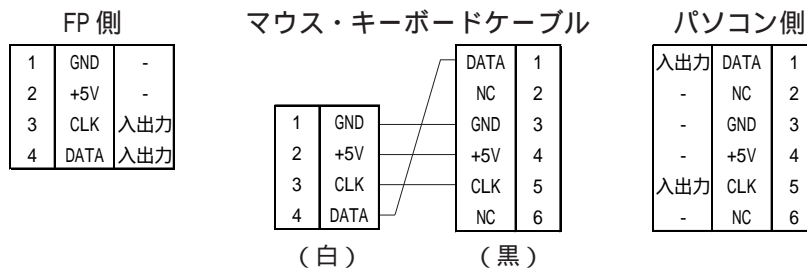 FP 側 マウス・キーボードケーブル パソコン側
1 GND - DATA 1 入出力 DATA 1
2 +5V - NC 2 - NC 2
3 CLK 入出力 1 GND GND 3 - GND 3
4 DATA 入出力 2 +5V +5V 4 - +5V 4
3 CLK CLK 5 入出力 CLK 5
4 DATA NC 6 - NC 6
(白) (黒)